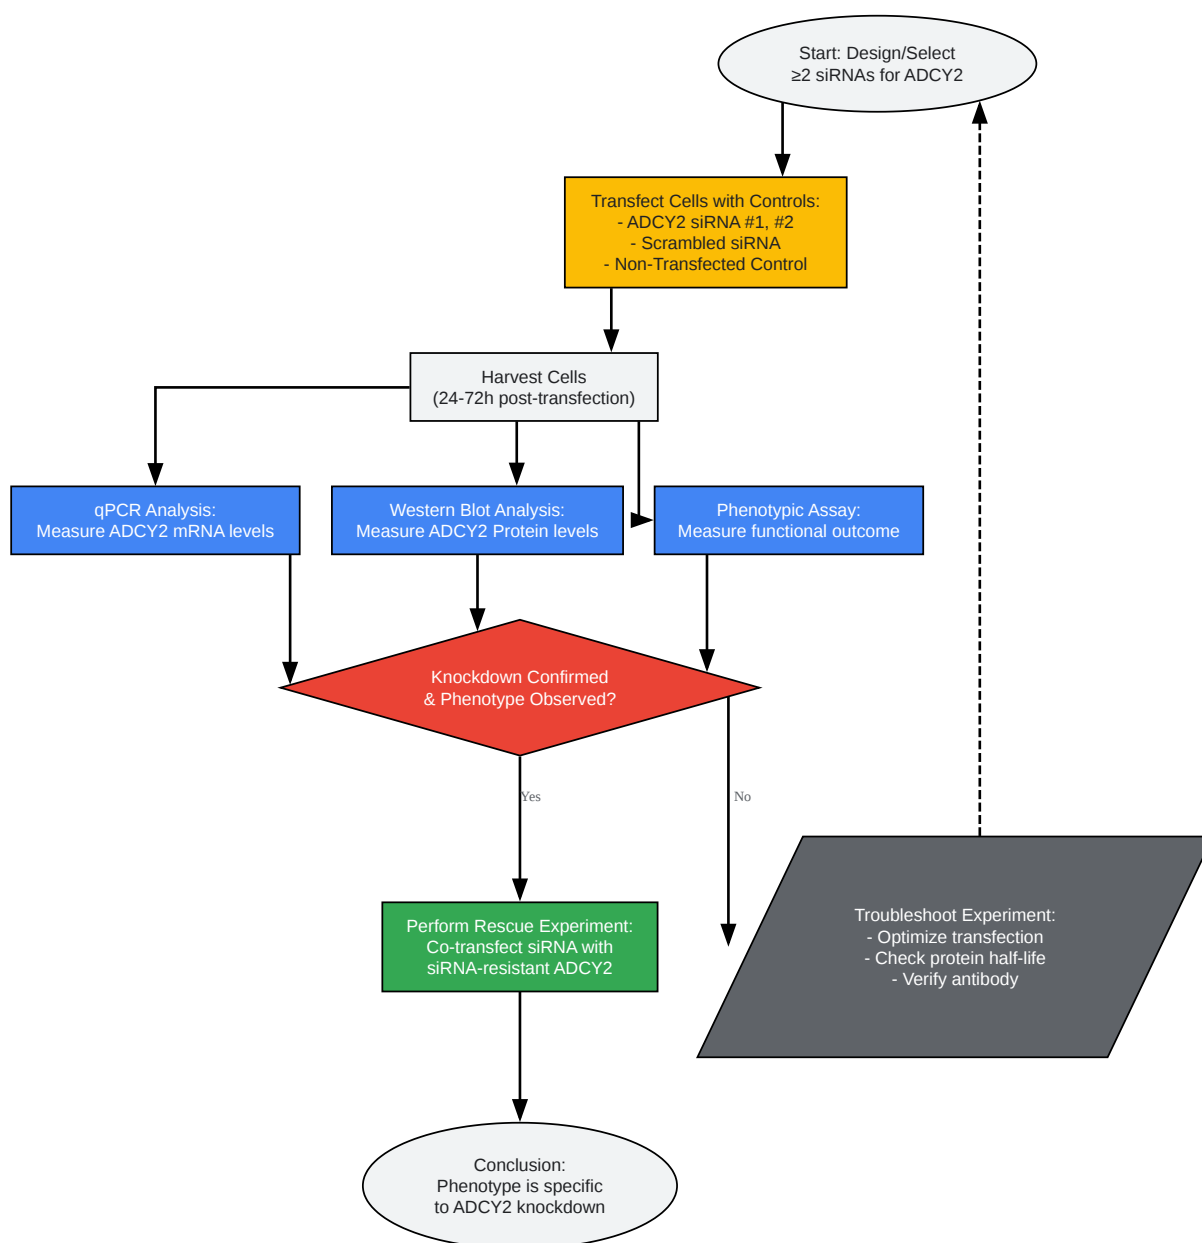 Start: Design/Select
≥2 siRNAs for ADCY2
Transfect Cells with Controls:
- ADCY2 siRNA #1, #2
- Scrambled siRNA
- Non-Transfected Control
Harvest Cells
(24-72h post-transfection)
qPCR Analysis:
Measure ADCY2 mRNA levels
Western Blot Analysis:
Measure ADCY2 Protein levels
Phenotypic Assay:
Measure functional outcome
Knockdown Confirmed
& Phenotype Observed?
Yes
No
Perform Rescue Experiment:
Co-transfect siRNA with
siRNA-resistant ADCY2
Troubleshoot Experiment:
- Optimize transfection
- Check protein half-life
- Verify antibody
Conclusion:
Phenotype is specific
to ADCY2 knockdown